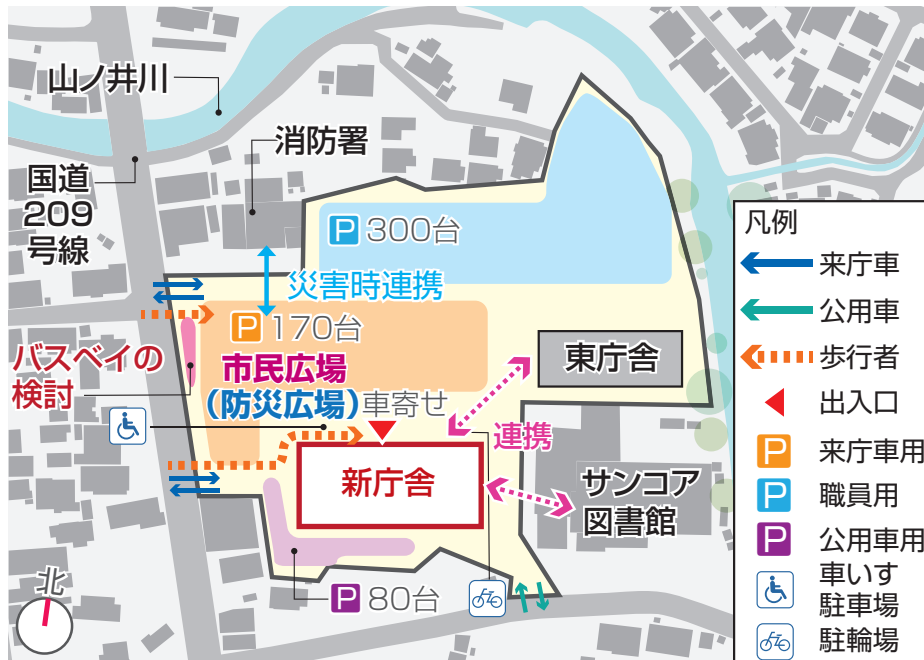 山ノ井川
消防署
国道
209
号線
P 300台
災害時連携
P 170台
バスベイの
検討
市民広場
(防災広場)
車寄せ
東庁舎
連携
新庁舎
サンコア
図書館
P 80台
北
凡例
来庁車
公用車
歩行者
出入口
P 来庁車用
P 職員用
P 公用車用
車いす
駐車場
駐輪場